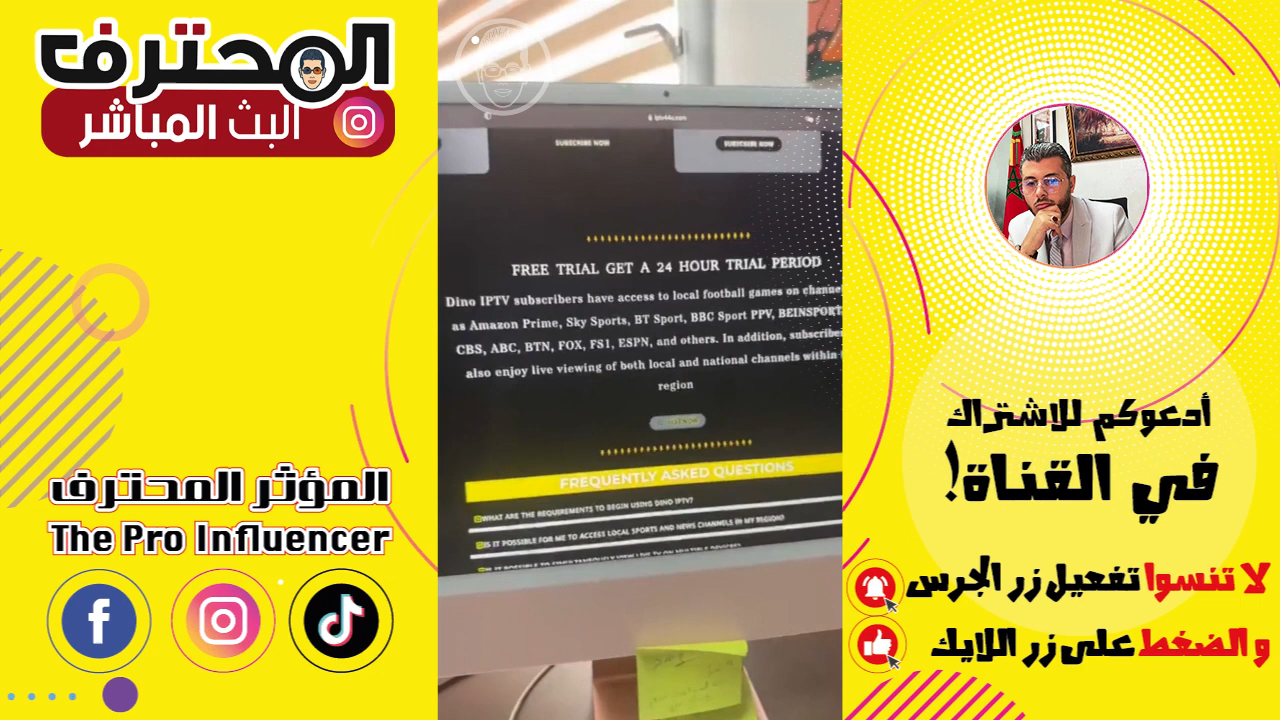 المحترف
البث المباشر
المؤثر المحترف
The Pro Influencer
SUBSCRIBE NOW
SUBSCRIBE NOW
FREE TRIAL GET A 24 HOUR TRIAL PERIOD
Dino IPTV subscribers have access to local football games on
as Amazon Prime, Sky Sports, BT Sport, BBC Sport PPV, BEINSPORT
CBS, ABC, BTN, FOX, FS1, ESPN, and others. In addition,
also enjoy live viewing of both local and national channels within
region
FREQUENTLY ASKED QUESTIONS
WHAT ARE THE REQUIREMENTS TO BEGIN USING DINO IPTV?
IS IT POSSIBLE FOR ME TO ACCESS LOCAL SPORTS AND NEWS CHANNELS IN MY REGION?
أدعوكم للاشتراك
في القناة!
لا تنسوا تفعيل زر الجرس
و الضغط على زر اللايك